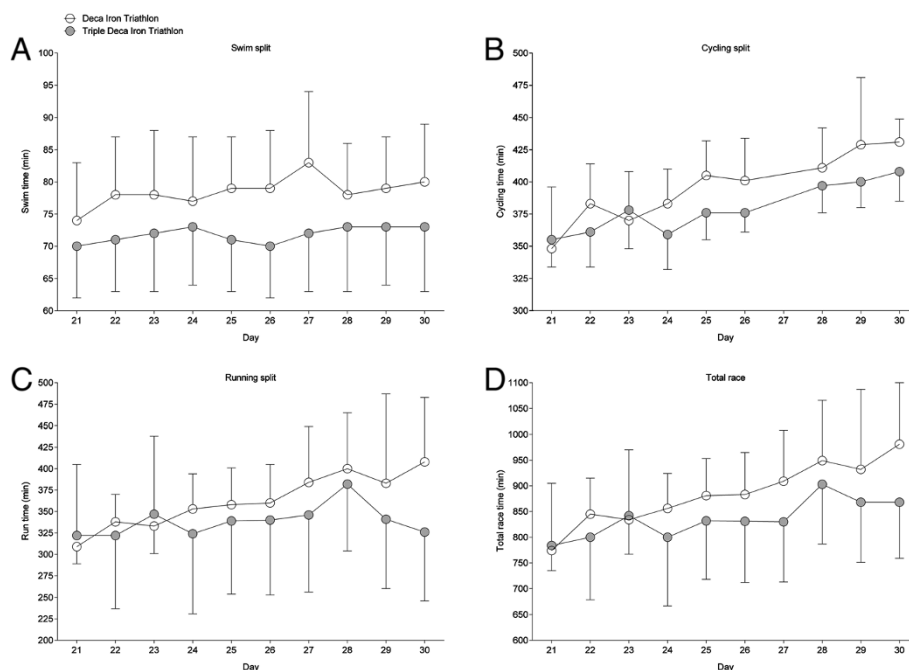 Deca Iron Triathlon
Triple Deca Iron Triathlon
A
Swim split
100
95
90
85
80
75
70
65
60
Swim time (min)
21 22 23 24 25 26 27 28 29 30
Day
B
Cycling split
500
475
450
425
400
375
350
325
300
Cycling time (min)
21 22 23 24 25 26 27 28 29 30
Day
C
Running split
500
475
450
425
400
375
350
325
300
275
250
225
200
Run time (min)
21 22 23 24 25 26 27 28 29 30
Day
D
Total race
1100
1050
1000
950
900
850
800
750
700
650
600
Total race time (min)
21 22 23 24 25 26 27 28 29 30
Day